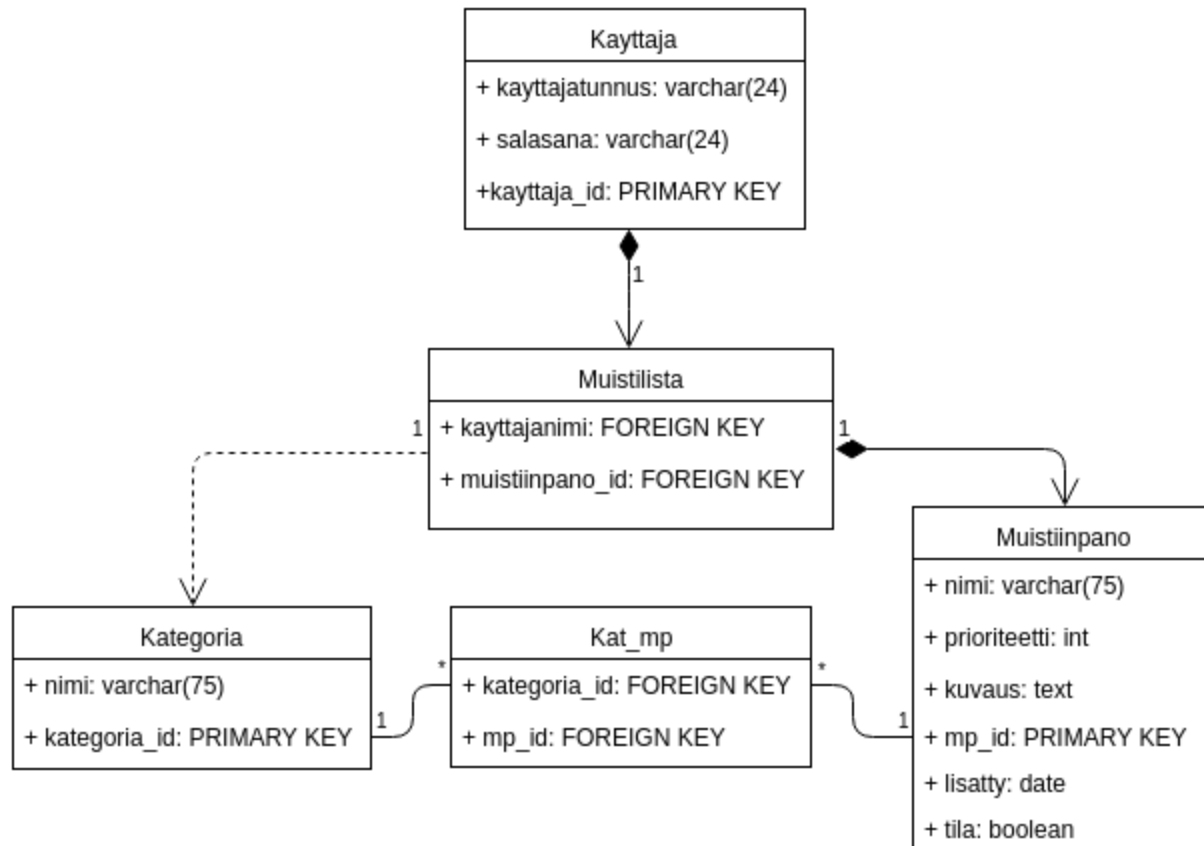 Kayttaja
+ kayttajatunnus: varchar(24)
+ salasana: varchar(24)
+kayttaja_id: PRIMARY KEY
1
Muistilista
+ kayttajanimi: FOREIGN KEY
+ muistiinpano_id: FOREIGN KEY
1
1
Kategoria
+ nimi: varchar(75)
+ kategoria_id: PRIMARY KEY
1
*
Kat_mp
+ kategoria_id: FOREIGN KEY
+ mp_id: FOREIGN KEY
*
1
Muistiinpano
+ nimi: varchar(75)
+ prioriteetti: int
+ kuvaus: text
+ mp_id: PRIMARY KEY
+ lisatty: date
+ tila: boolean